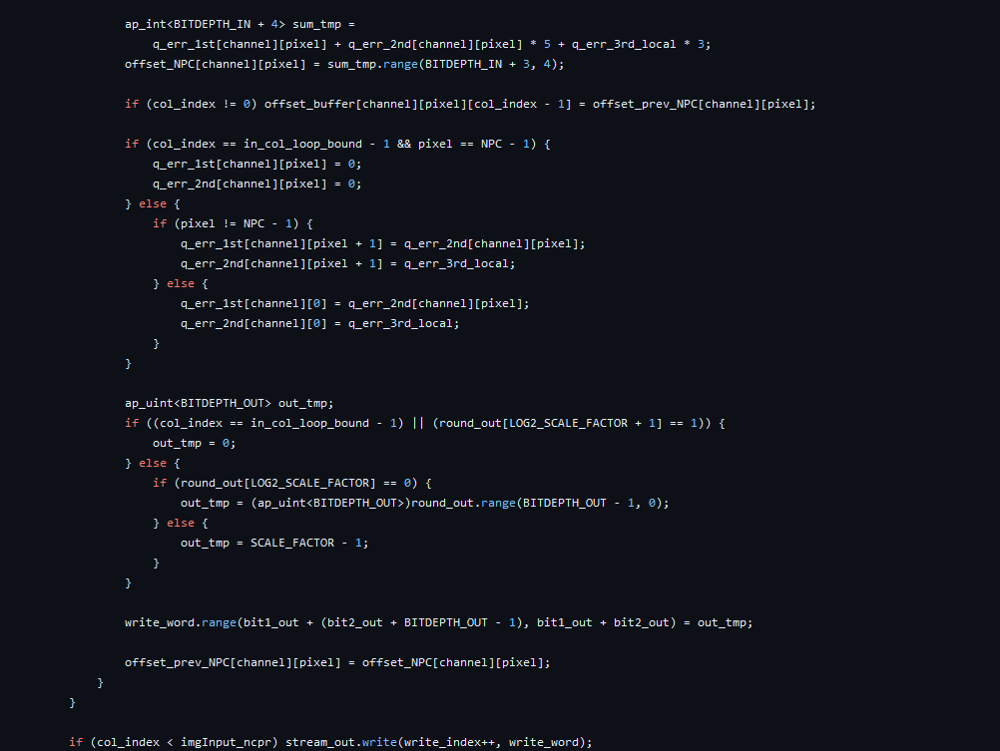 ap_int<BITDEPTH_IN + 4> sum_tmp =
q_err_1st[channel][pixel] + q_err_2nd[channel][pixel] * 5 + q_err_3rd_local * 3;
offset_NPC[channel][pixel] = sum_tmp.range(BITDEPTH_IN + 3, 4);
if (col_index != 0) offset_buffer[channel][pixel][col_index - 1] = offset_prev_NPC[channel][pixel];
if (col_index == in_col_loop_bound - 1 && pixel == NPC - 1) {
q_err_1st[channel][pixel] = 0;
q_err_2nd[channel][pixel] = 0;
} else {
if (pixel != NPC - 1) {
q_err_1st[channel][pixel + 1] = q_err_2nd[channel][pixel];
q_err_2nd[channel][pixel + 1] = q_err_3rd_local;
} else {
q_err_1st[channel][0] = q_err_2nd[channel][pixel];
q_err_2nd[channel][0] = q_err_3rd_local;
}
}
ap_uint<BITDEPTH_OUT> out_tmp;
if ((col_index == in_col_loop_bound - 1) || (round_out[LOG2_SCALE_FACTOR + 1] == 1)) {
out_tmp = 0;
} else {
if (round_out[LOG2_SCALE_FACTOR] == 0) {
out_tmp = (ap_uint<BITDEPTH_OUT>)round_out.range(BITDEPTH_OUT - 1, 0);
} else {
out_tmp = SCALE_FACTOR - 1;
}
}
write_word.range(bit1_out + (bit2_out + BITDEPTH_OUT - 1), bit1_out + bit2_out) = out_tmp;
offset_prev_NPC[channel][pixel] = offset_NPC[channel][pixel];
}
}
if (col_index < imgInput_ncpr) stream_out.write(write_index++, write_word);